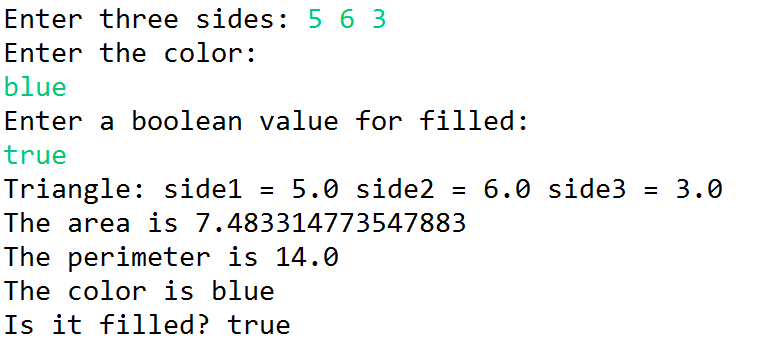 Enter three sides: 5 6 3
Enter the color:
blue
Enter a boolean value for filled:
true
Triangle: side1 = 5.0 side2 = 6.0 side3 = 3.0
The area is 7.483314773547883
The perimeter is 14.0
The color is blue
Is it filled? true